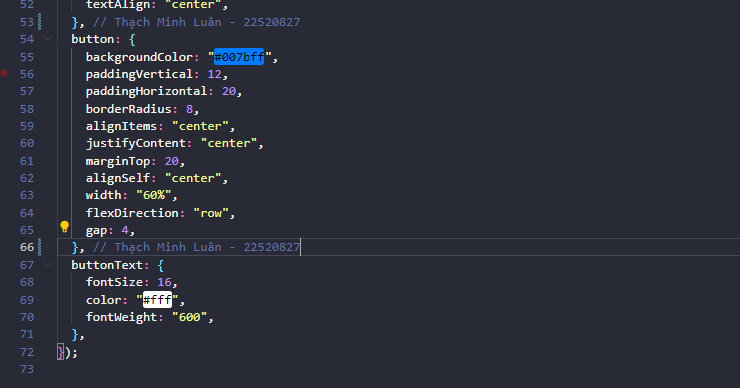 52 textAlign: "center",
53 }, // Thạch Minh Luân - 22520827
54 button: {
55 backgroundColor: "#007bff",
56 paddingVertical: 12,
57 paddingHorizontal: 20,
58 borderRadius: 8,
59 alignItems: "center",
60 justifyContent: "center",
61 marginTop: 20,
62 alignSelf: "center",
63 width: "60%",
64 flexDirection: "row",
65 gap: 4,
66 }, // Thạch Minh Luân - 22520827
67 buttonText: {
68 fontSize: 16,
69 color: "#fff",
70 fontWeight: "600",
71 },
72 });
73